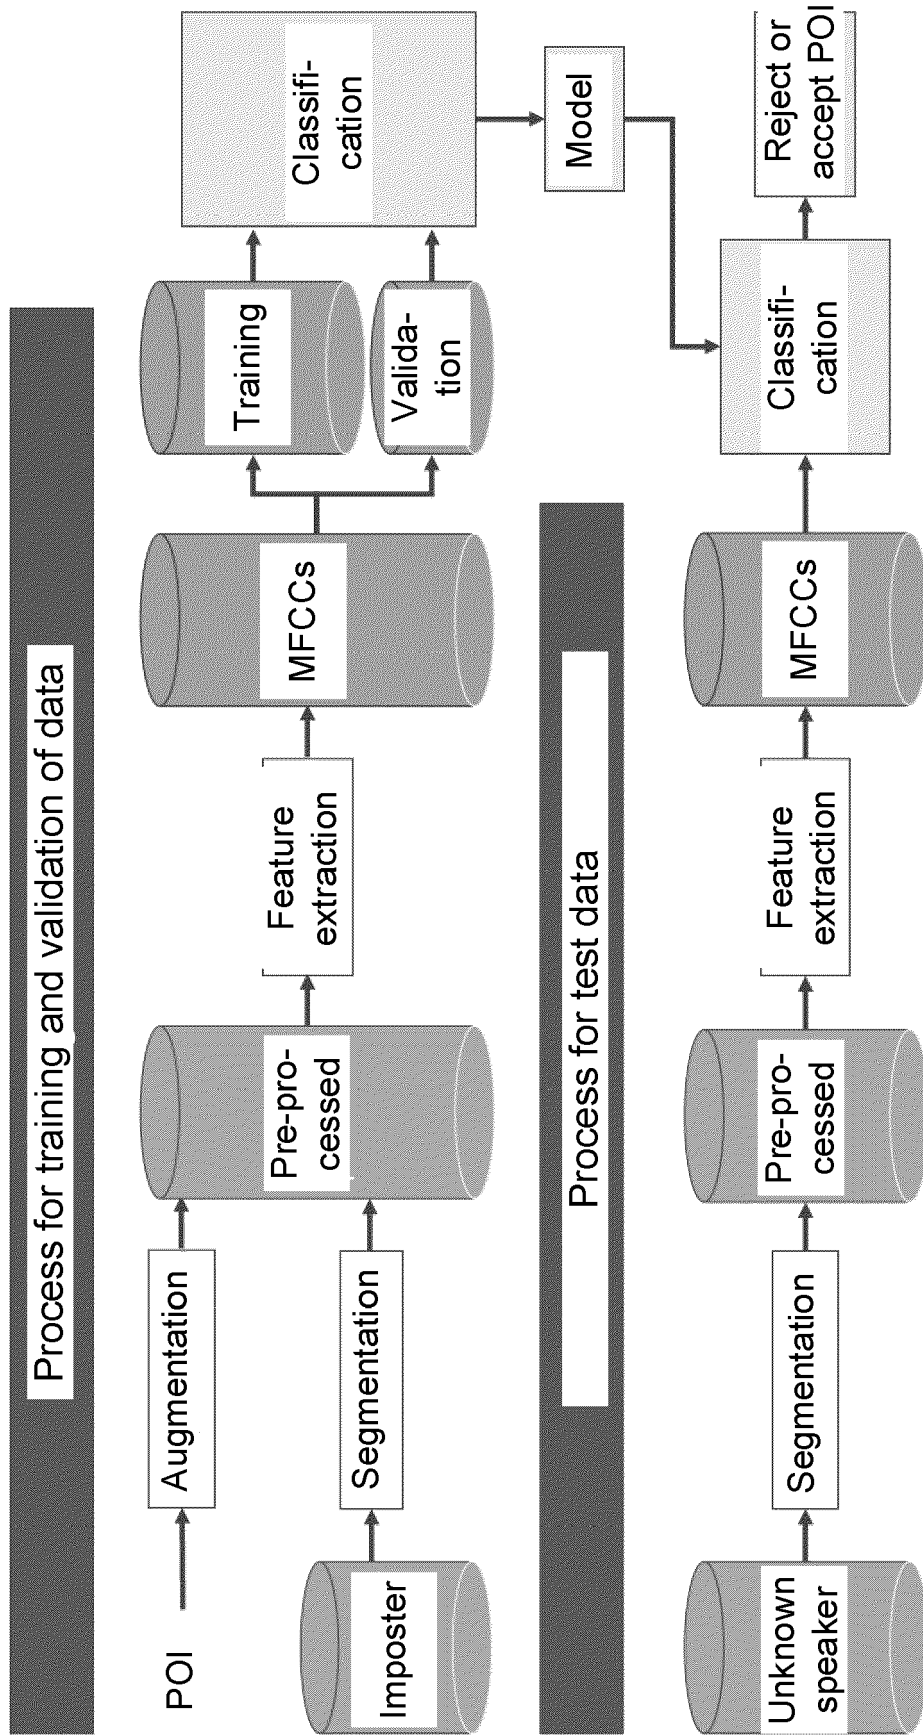 Process for training and validation of data
POI
Augmentation
Imposter
Segmentation
Pre-pro-
cessed
Feature
extraction
MFCCs
Training
Valida-
tion
Classifi-
cation
Model
Process for test data
Unknown
speaker
Segmentation
Pre-pro-
cessed
Feature
extraction
MFCCs
Classifi-
cation
Reject or
accept POI